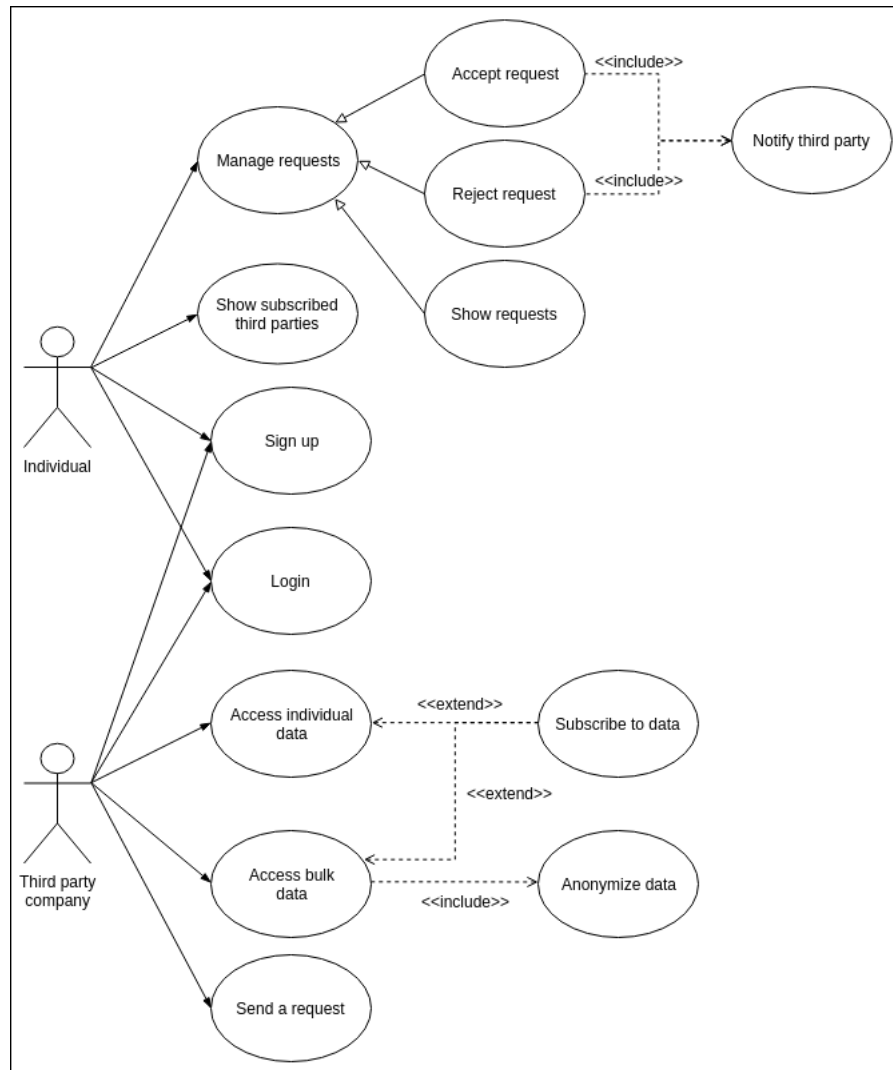 Accept request
<<include>>
Manage requests
Notify third party
Reject request
<<include>>
Show subscribed
third parties
Show requests
Individual
Sign up
Login
Access individual
data
<<extend>>
Subscribe to data
<<extend>>
Third party
company
Access bulk
data
<<include>>
Anonymize data
Send a request